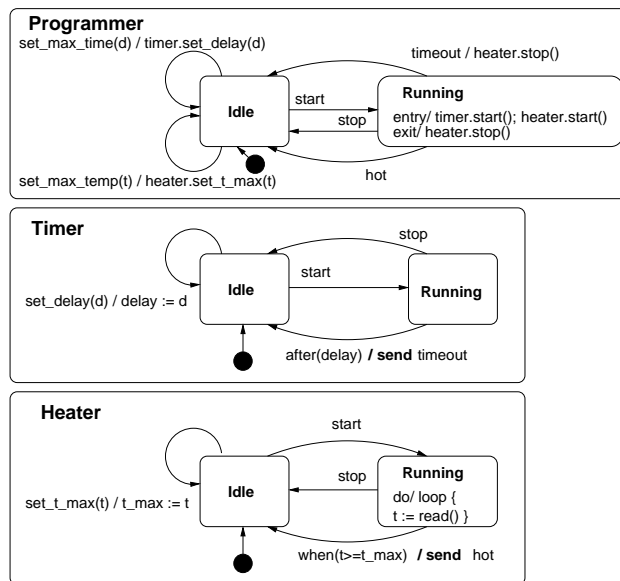 Programmer
set_max_time(d) / timer.set_delay(d)
timeout / heater.stop()
Idle
start
stop
Running
entry/ timer.start(); heater.start()
exit/ heater.stop()
set_max_temp(t) / heater.set_t_max(t)
hot
Timer
stop
Idle
start
Running
set_delay(d) / delay := d
after(delay) / send timeout
Heater
start
Idle
stop
Running
do/ loop {
t := read() }
set_t_max(t) / t_max := t
when(t>=t_max) / send hot